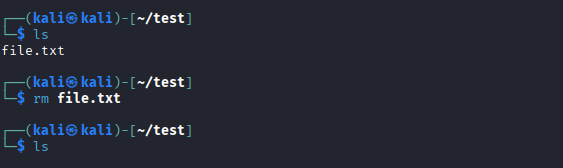 ┌──(kali㉿kali)-[~/test]
└─$ ls
file.txt
┌──(kali㉿kali)-[~/test]
└─$ rm file.txt
┌──(kali㉿kali)-[~/test]
└─$ ls